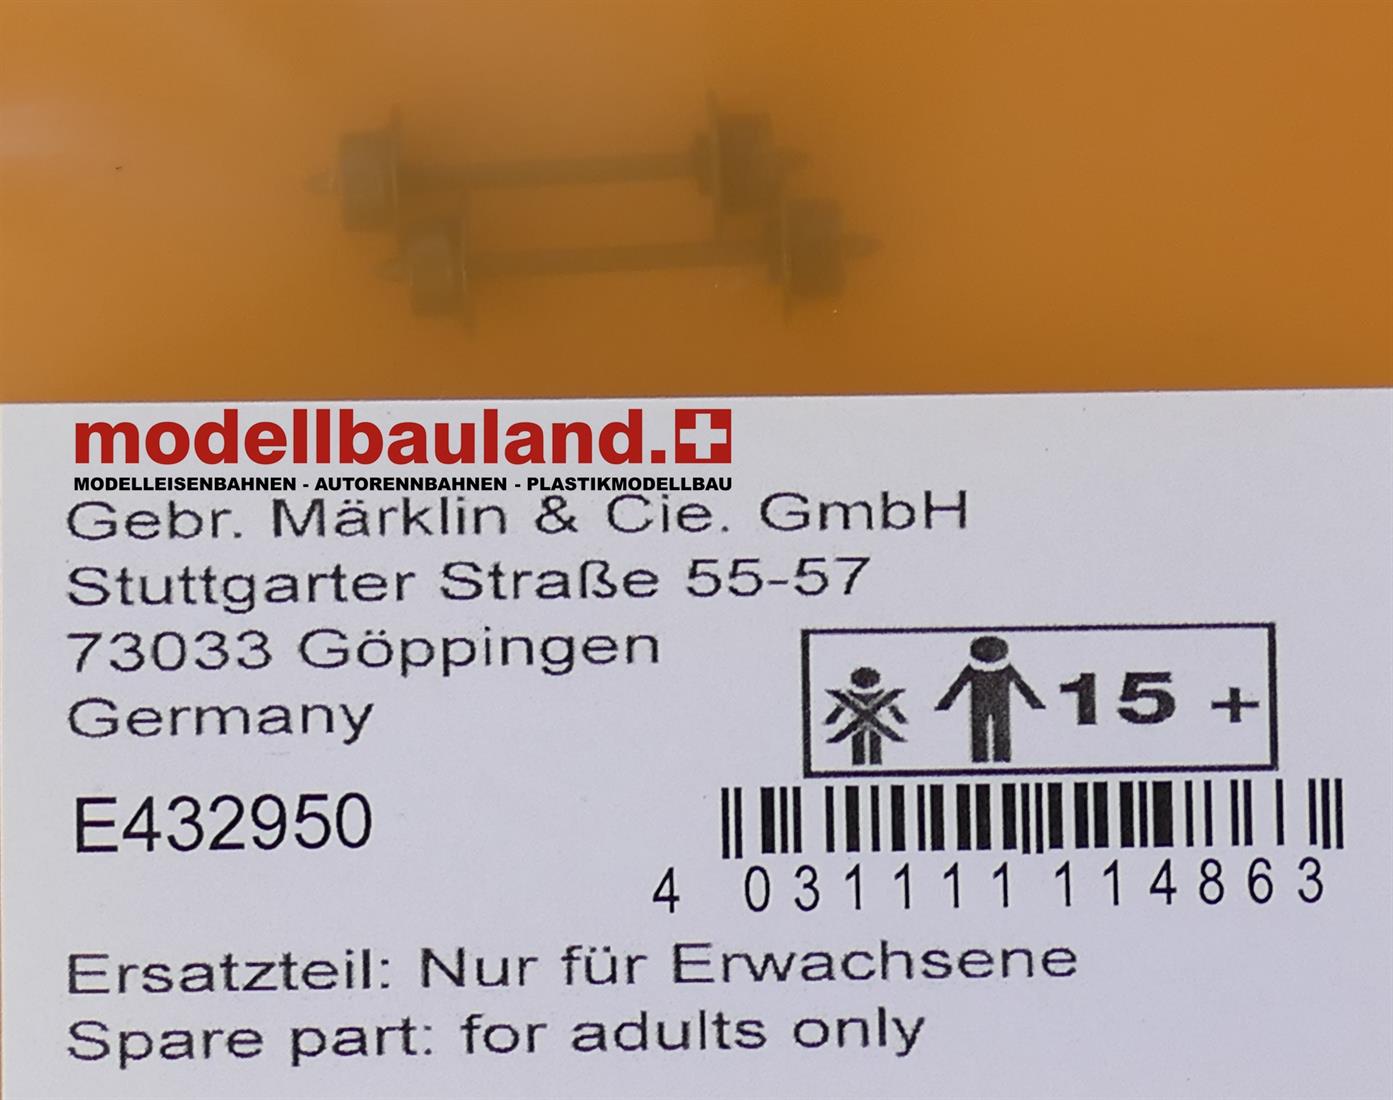 modellbauland.
MODELLEISENBAHNEN - AUTORENNBAHNEN - PLASTIKMODELLBAU
Gebr. Märklin & Cie. GmbH
Stuttgarter Straße 55-57
73033 Göppingen
Germany
15 +
E432950
4 031111 114863
Ersatzteil: Nur für Erwachsene
Spare part: for adults only